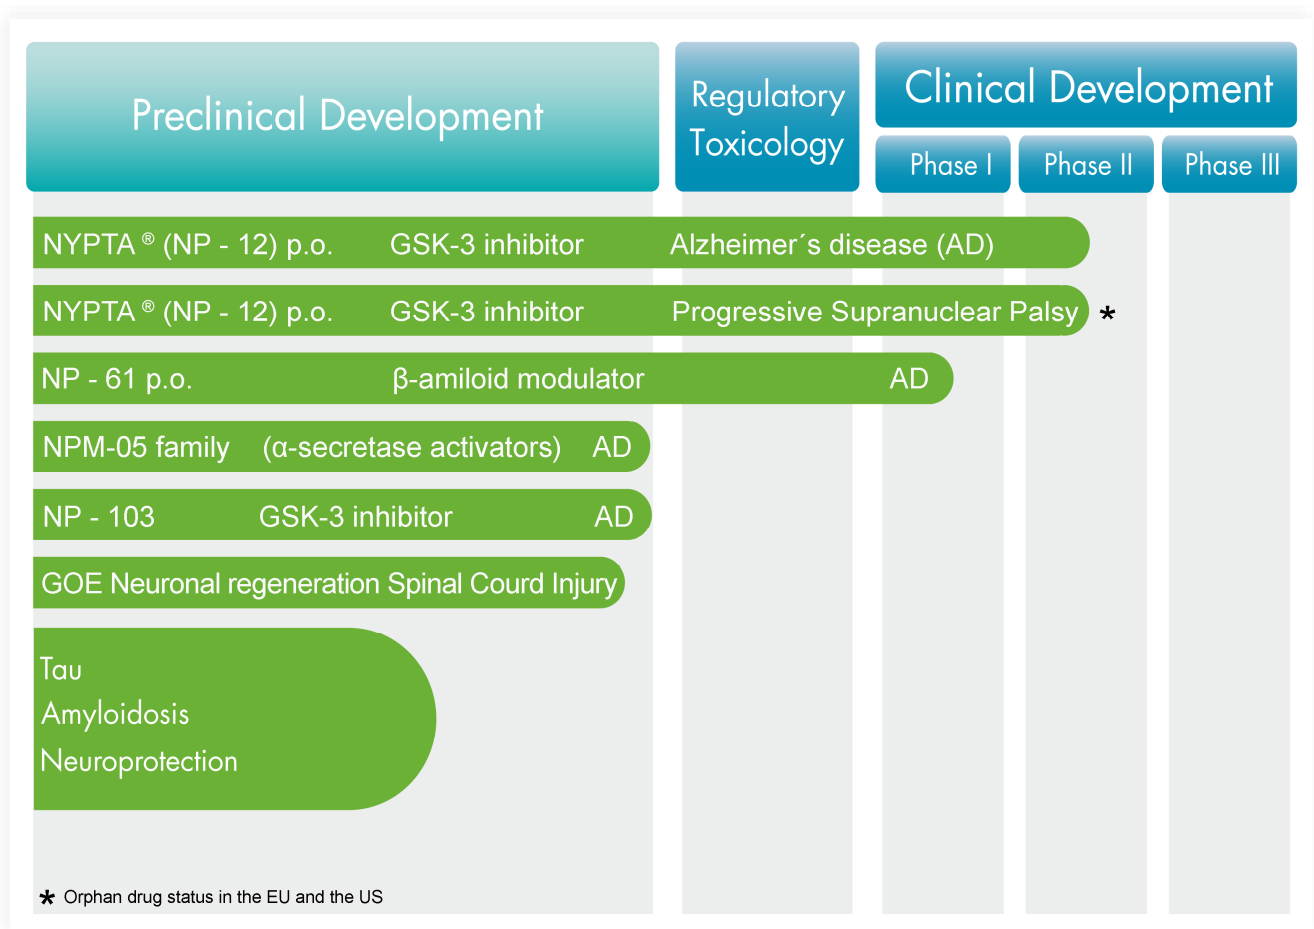 Preclinical Development
Regulatory
Toxicology
Clinical Development
Phase I
Phase II
Phase III
NYPTA ® (NP - 12) p.o. GSK-3 inhibitor Alzheimer´s disease (AD)
NYPTA ® (NP - 12) p.o. GSK-3 inhibitor Progressive Supranuclear Palsy *
NP - 61 p.o. β-amiloid modulator AD
NPM-05 family (α-secretase activators) AD
NP - 103 GSK-3 inhibitor AD
GOE Neuronal regeneration Spinal Courd Injury
Tau
Amyloidosis
Neuroprotection
* Orphan drug status in the EU and the US